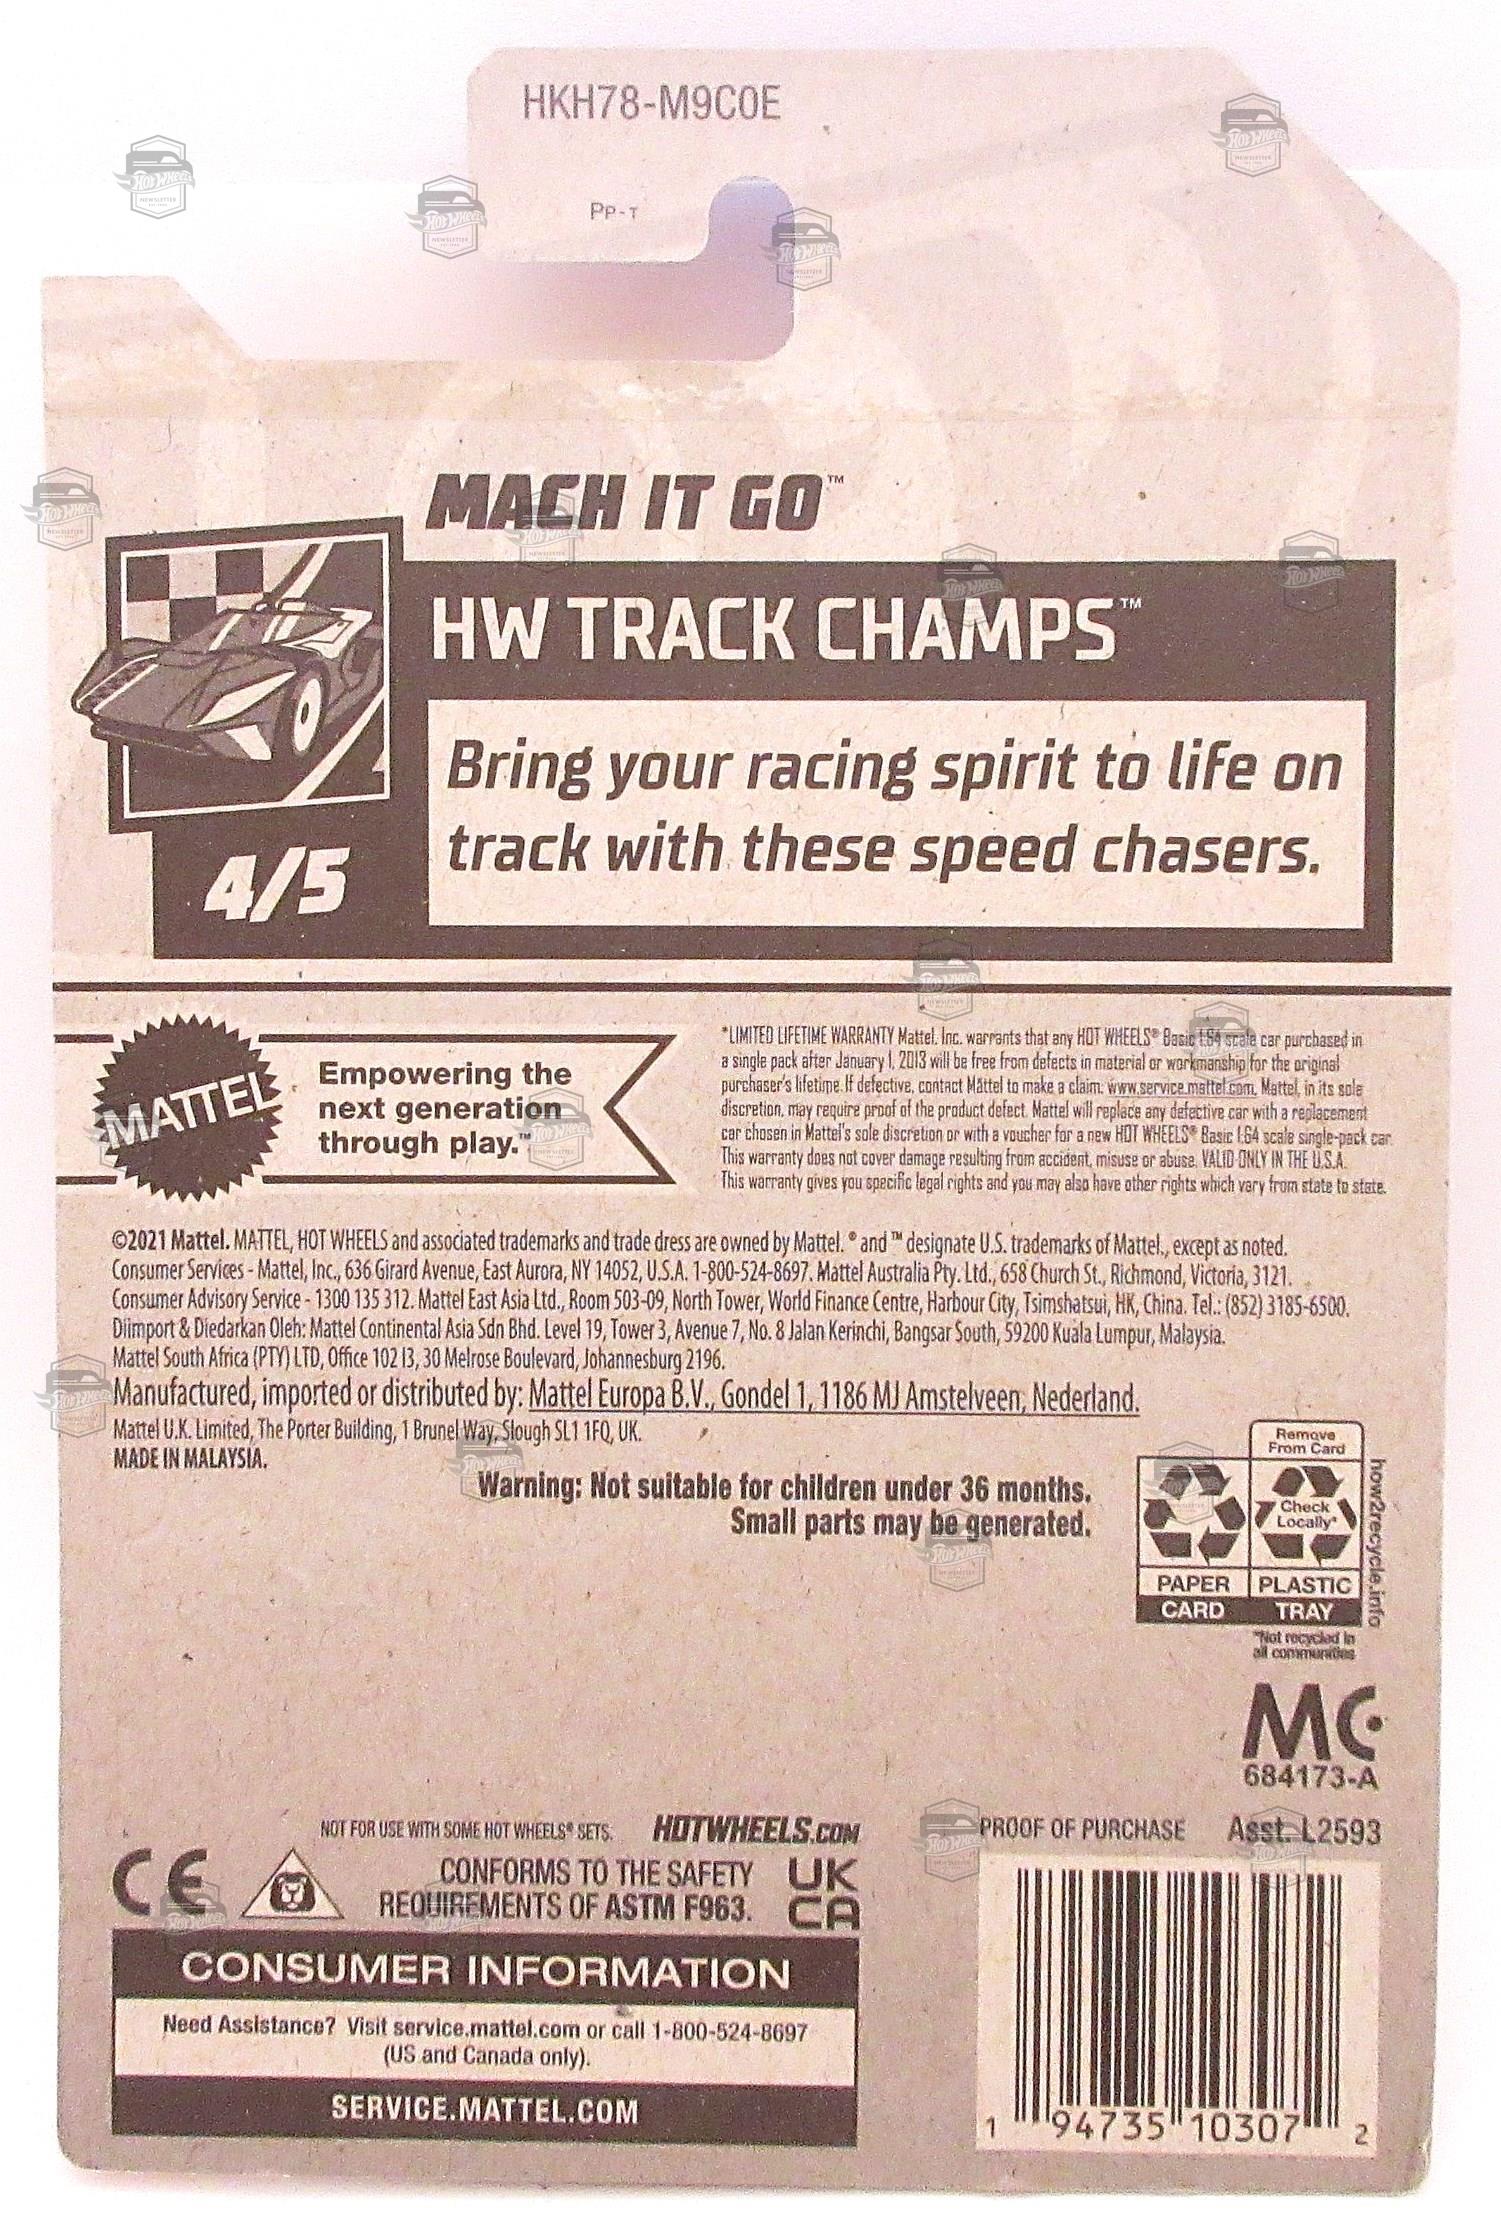 HKH78-M9C0E
Pp-T
MACH IT GO™
HW TRACK CHAMPS™
Bring your racing spirit to life on
track with these speed chasers.
4/5
MATTEL
Empowering the
next generation
through play.™
*LIMITED LIFETIME WARRANTY Mattel, Inc. warrants that any HOT WHEELS® Basic 1:64 scale car purchased in
a single pack after January 1, 2013 will be free from defects in material or workmanship for the original
purchaser's lifetime. If defective, contact Mattel to make a claim: www.service.mattel.com. Mattel, in its sole
discretion, may require proof of the product defect. Mattel will replace any defective car with a replacement
car chosen in Mattel's sole discretion or with a voucher for a new HOT WHEELS® Basic 1:64 scale single-pack car.
This warranty does not cover damage resulting from accident, misuse or abuse. VALID ONLY IN THE U.S.A.
This warranty gives you specific legal rights and you may also have other rights which vary from state to state.
©2021 Mattel. MATTEL, HOT WHEELS and associated trademarks and trade dress are owned by Mattel. ® and ™ designate U.S. trademarks of Mattel., except as noted.
Consumer Services - Mattel, Inc., 636 Girard Avenue, East Aurora, NY 14052, U.S.A. 1-800-524-8697. Mattel Australia Pty. Ltd., 658 Church St., Richmond, Victoria, 3121.
Consumer Advisory Service - 1300 135 312. Mattel East Asia Ltd., Room 503-09, North Tower, World Finance Centre, Harbour City, Tsimshatsui, HK, China. Tel.: (852) 3185-6500.
Diimport & Diedarkan Oleh: Mattel Continental Asia Sdn Bhd. Level 19, Tower 3, Avenue 7, No. 8 Jalan Kerinchi, Bangsar South, 59200 Kuala Lumpur, Malaysia.
Mattel South Africa (PTY) LTD, Office 102 I3, 30 Melrose Boulevard, Johannesburg 2196.
Manufactured, imported or distributed by: Mattel Europa B.V., Gondel 1, 1186 MJ Amstelveen, Nederland.
Mattel U.K. Limited, The Porter Building, 1 Brunel Way, Slough SL1 1FQ, UK.
MADE IN MALAYSIA.
Warning: Not suitable for children under 36 months.
Small parts may be generated.
Remove
From Card
Check
Locally*
PAPER PLASTIC
CARD TRAY
how2recycle.info
*Not recycled in
all communities
MC
684173-A
NOT FOR USE WITH SOME HOT WHEELS® SETS. HOTWHEELS.COM
CE
CONFORMS TO THE SAFETY
REQUIREMENTS OF ASTM F963.
UK
CA
PROOF OF PURCHASE Asst. L2593
1 94735 10307 2
CONSUMER INFORMATION
Need Assistance? Visit service.mattel.com or call 1-800-524-8697
(US and Canada only).
SERVICE.MATTEL.COM
Hot Wheels
NEWSLETTER